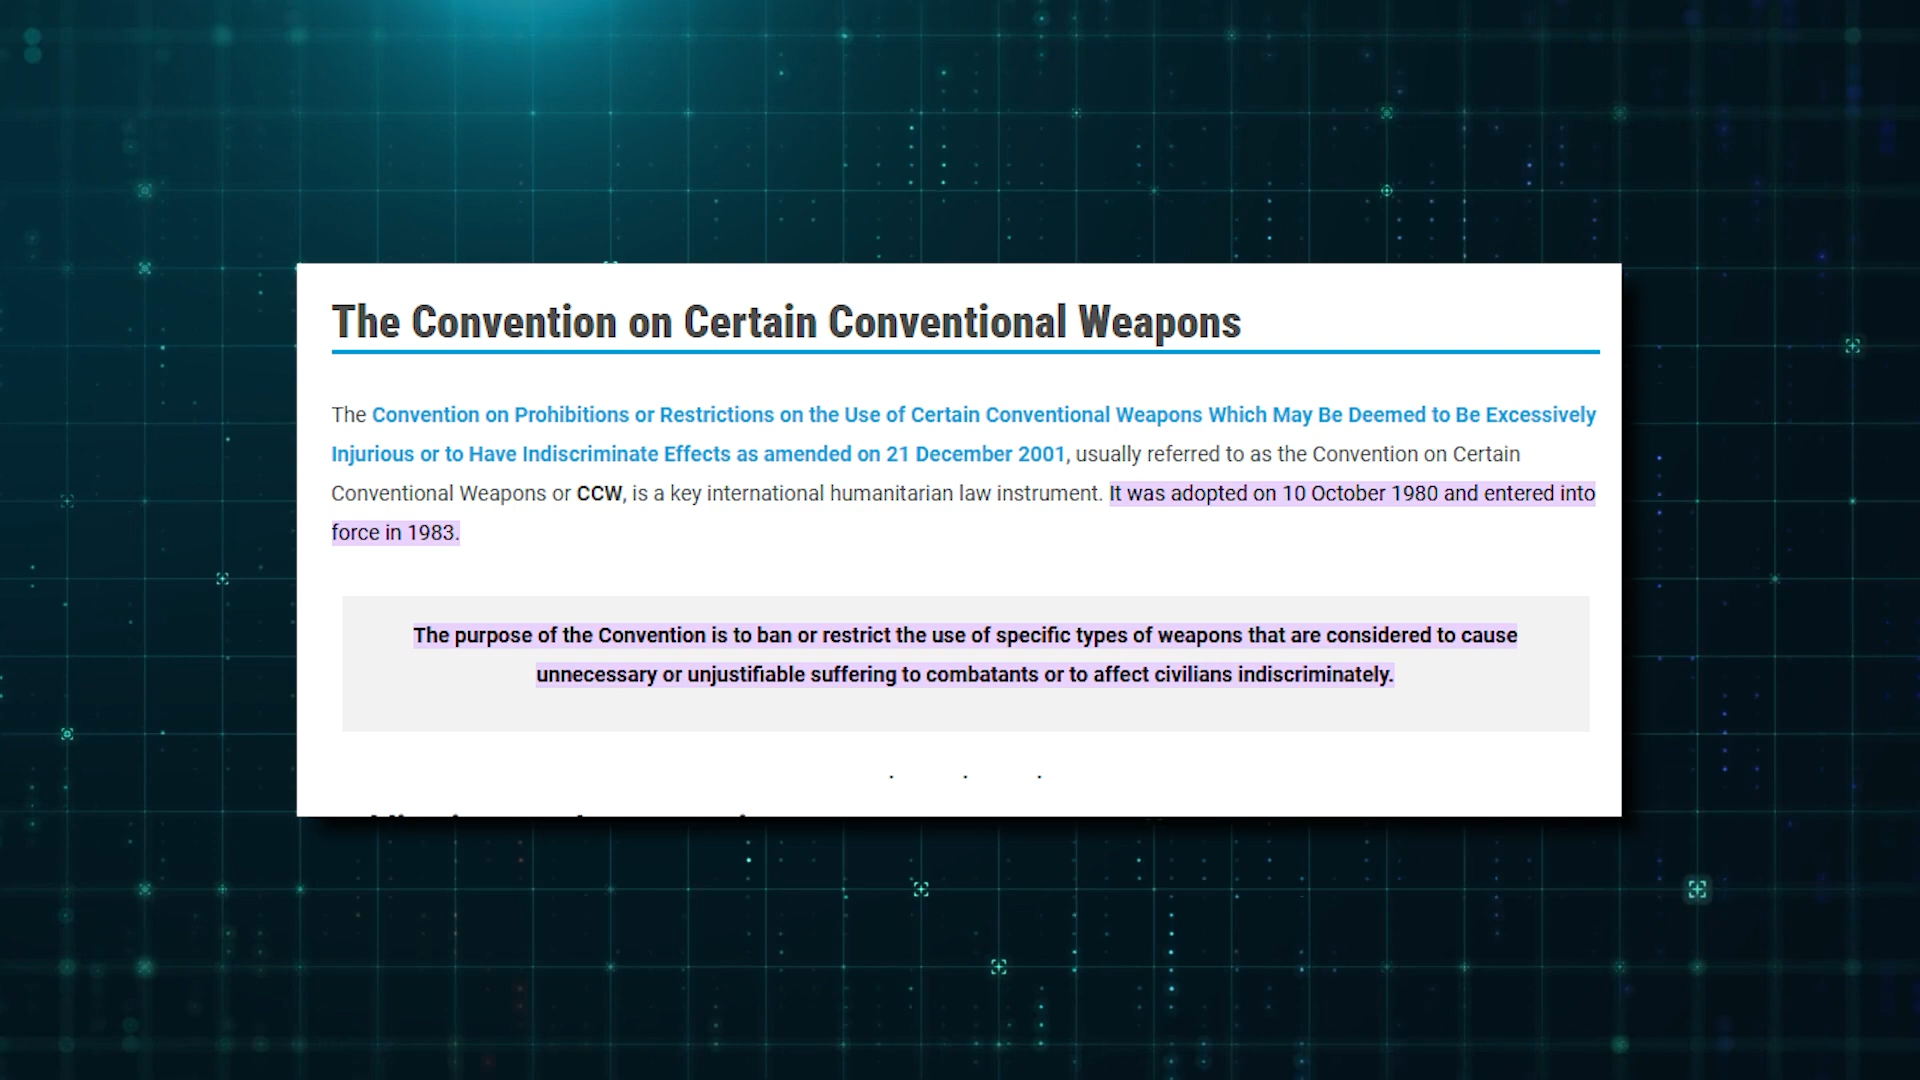 The Convention on Certain Conventional Weapons
The Convention on Prohibitions or Restrictions on the Use of Certain Conventional Weapons Which May Be Deemed to Be Excessively
Injurious or to Have Indiscriminate Effects as amended on 21 December 2001, usually referred to as the Convention on Certain
Conventional Weapons or CCW, is a key international humanitarian law instrument. It was adopted on 10 October 1980 and entered into
force in 1983.
The purpose of the Convention is to ban or restrict the use of specific types of weapons that are considered to cause
unnecessary or unjustifiable suffering to combatants or to affect civilians indiscriminately.
. . .